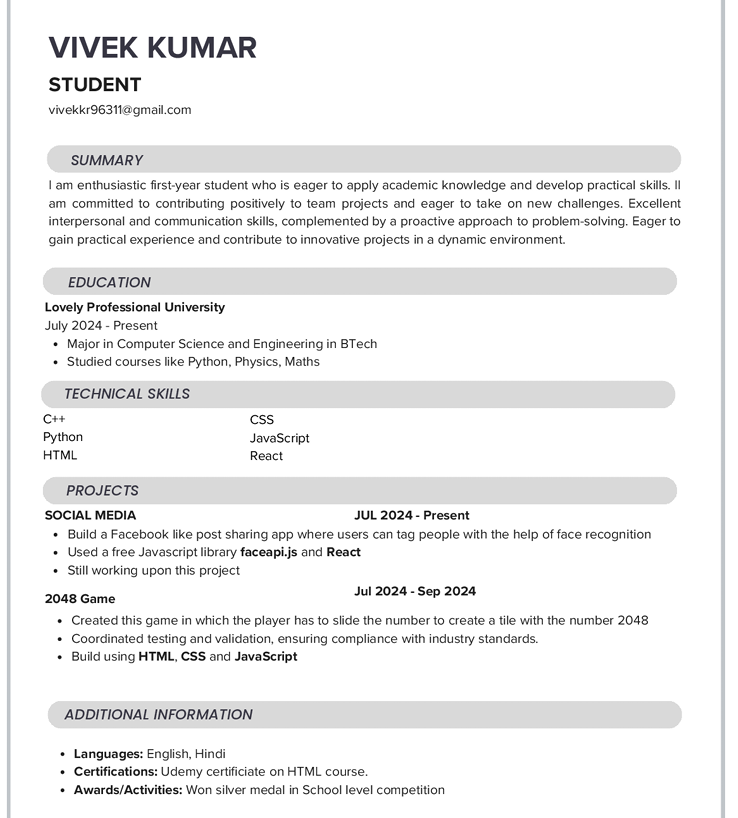 VIVEK KUMAR
STUDENT
vivekkr96311@gmail.com
SUMMARY
I am enthusiastic first-year student who is eager to apply academic knowledge and develop practical skills. II
am committed to contributing positively to team projects and eager to take on new challenges. Excellent
interpersonal and communication skills, complemented by a proactive approach to problem-solving. Eager to
gain practical experience and contribute to innovative projects in a dynamic environment.
EDUCATION
Lovely Professional University
July 2024 - Present
• Major in Computer Science and Engineering in BTech
• Studied courses like Python, Physics, Maths
TECHNICAL SKILLS
C++ CSS
Python JavaScript
HTML React
PROJECTS
SOCIAL MEDIA JUL 2024 - Present
• Build a Facebook like post sharing app where users can tag people with the help of face recognition
• Used a free Javascript library faceapi.js and React
• Still working upon this project
2048 Game Jul 2024 - Sep 2024
• Created this game in which the player has to slide the number to create a tile with the number 2048
• Coordinated testing and validation, ensuring compliance with industry standards.
• Build using HTML, CSS and JavaScript
ADDITIONAL INFORMATION
• Languages: English, Hindi
• Certifications: Udemy certificiate on HTML course.
• Awards/Activities: Won silver medal in School level competition